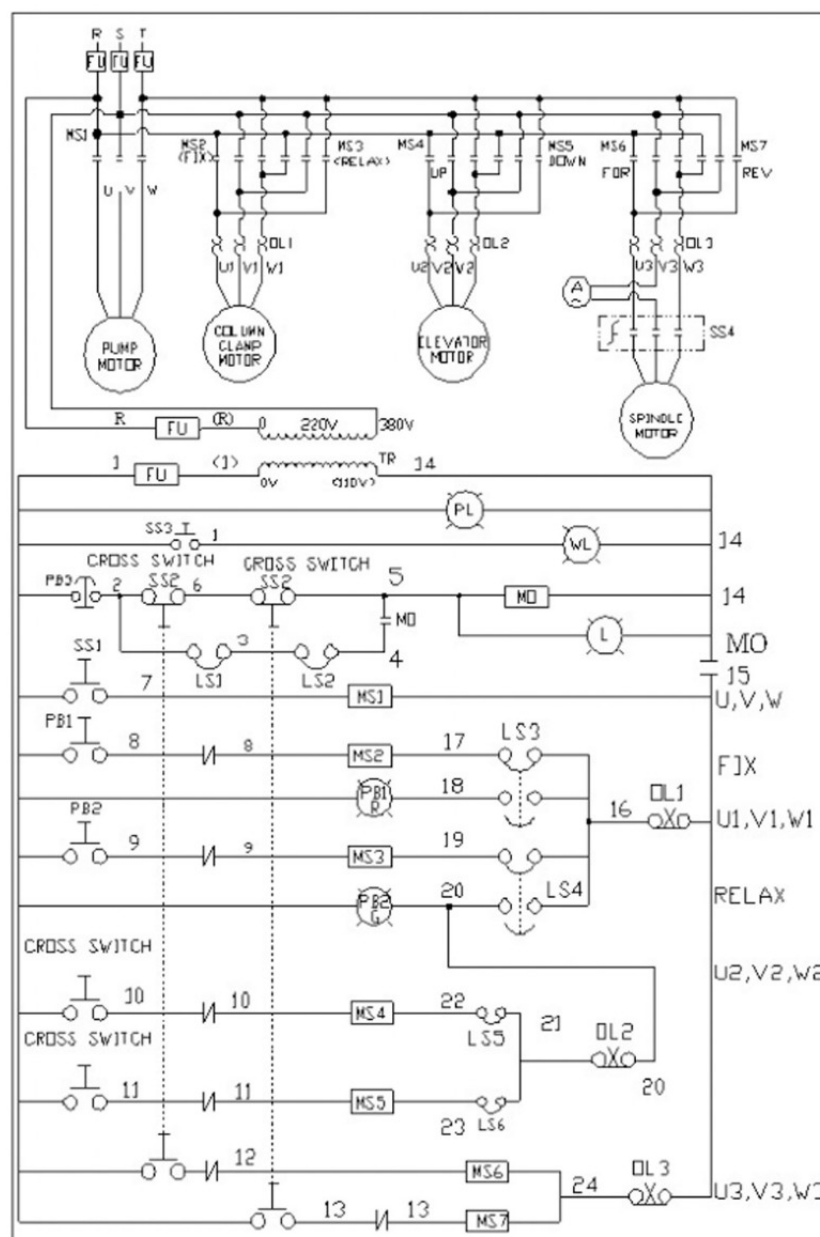 R S T
FU FU FU
MS1
MS2 (FIX)
MS3 (RELAX)
MS4 UP
MS5 DOWN
MS6 FOR
MS7 REV
U V W
OL1
OL2
OL3
U1 V1 W1
U2 V2 W2
U3 V3 W3
A
SS4
PUMP MOTOR
COLUMN CLAMP MOTOR
ELEVATOR MOTOR
SPINDLE MOTOR
R FU (R) 0 220V 380V
1 FU (1) 0V (110V) TR 14
PL
SS3 1 WL 14
CROSS SWITCH CROSS SWITCH
PB3 2 SS2 6 SS2 5 MO 14
MO
3 4 L MO
LS1 LS2
15
SS1 7 MS1 U,V,W
PB1 8 8 MS2 17 LS3 FIX
PB1 R 18
16 OL1 U1,V1,W1
PB2 9 9 MS3 19
PB2 G 20 LS4 RELAX
CROSS SWITCH
U2,V2,W2
10 10 MS4 22 LS5
21 OL2 20
CROSS SWITCH
11 11 MS5 23 LS6
12 MS6
24 OL3 U3,V3,W3
13 13 MS7